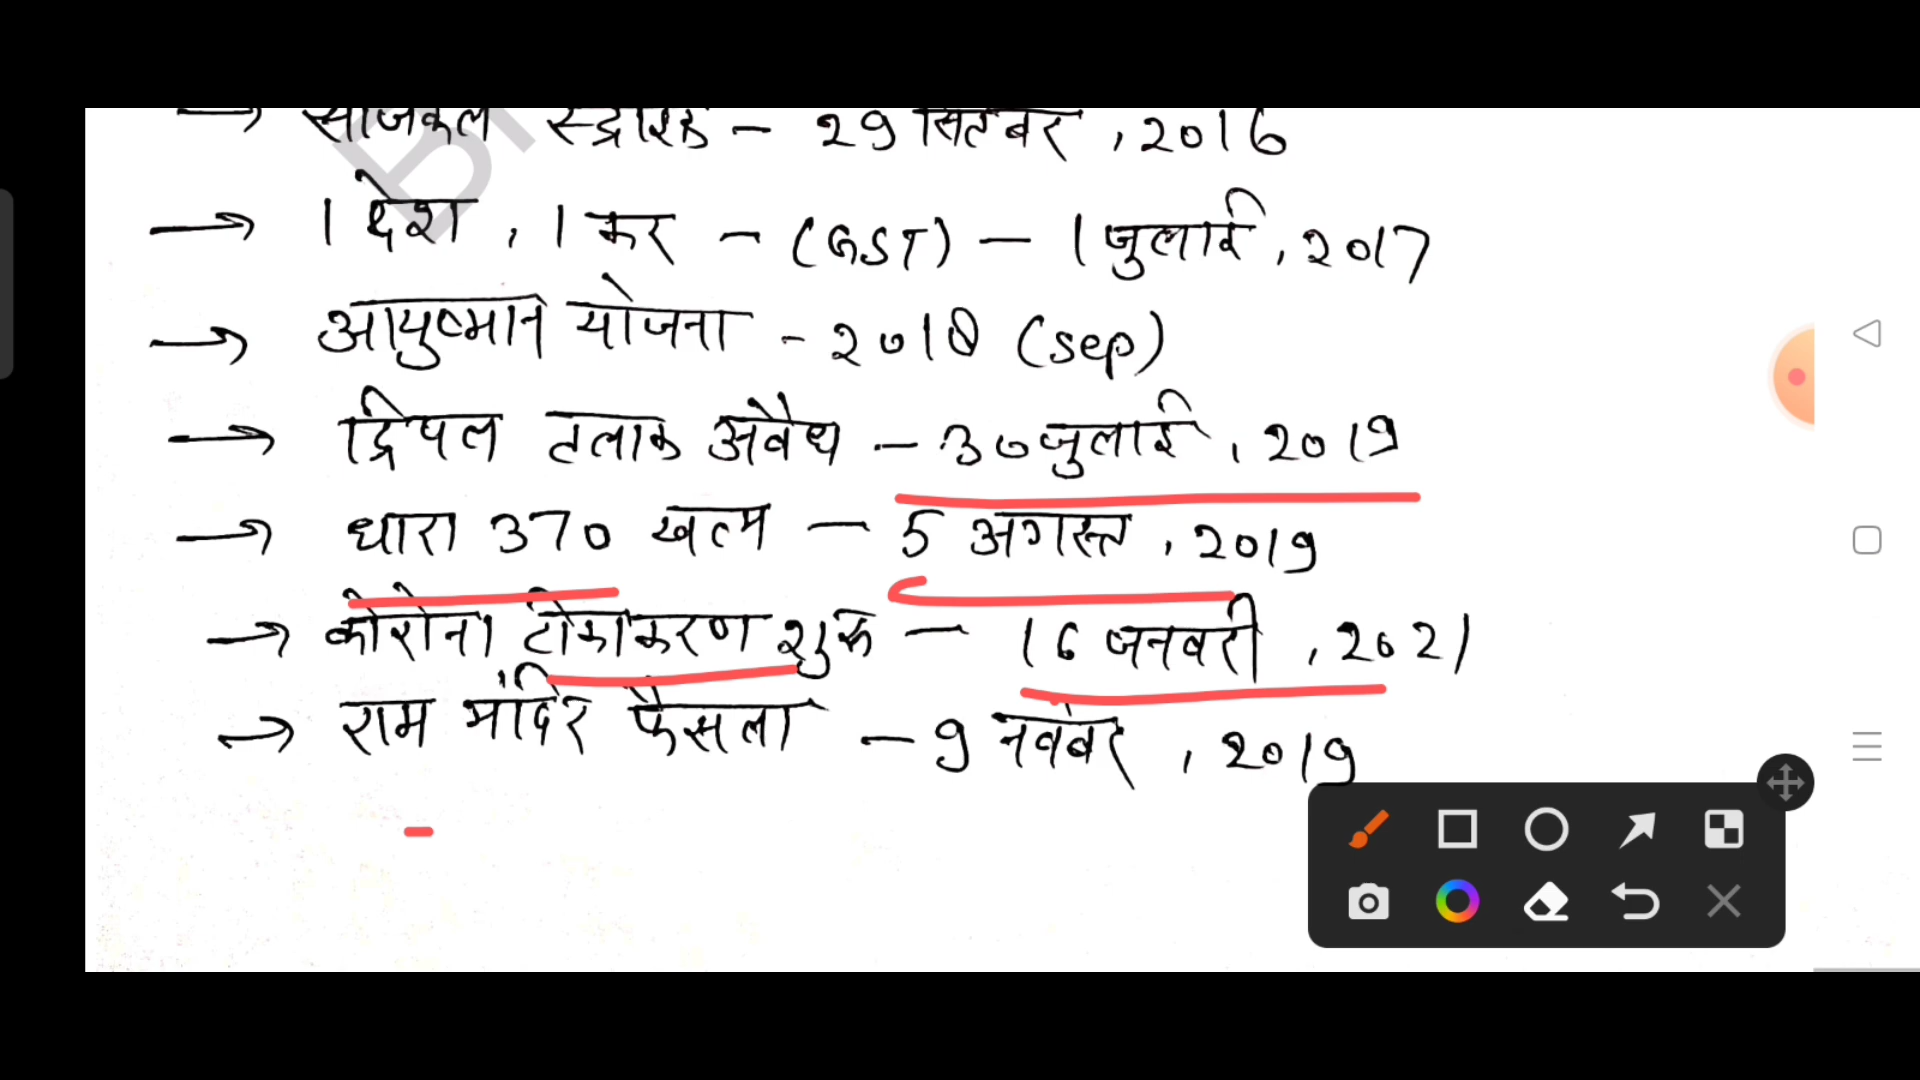 सर्जिकल स्ट्राइक - 29 सितंबर, 2016
→ 1 देश, 1 कर - (GST) - 1 जुलाई, 2017
→ आयुष्मान योजना - 2018 (sep)
→ ट्रिपल तलाक अवैध - 30 जुलाई, 2019
→ धारा 370 खत्म - 5 अगस्त, 2019
→ कोरोना टीकाकरण शुरू - 16 जनवरी, 2021
→ राम मंदिर फैसला - 9 नवंबर, 2019